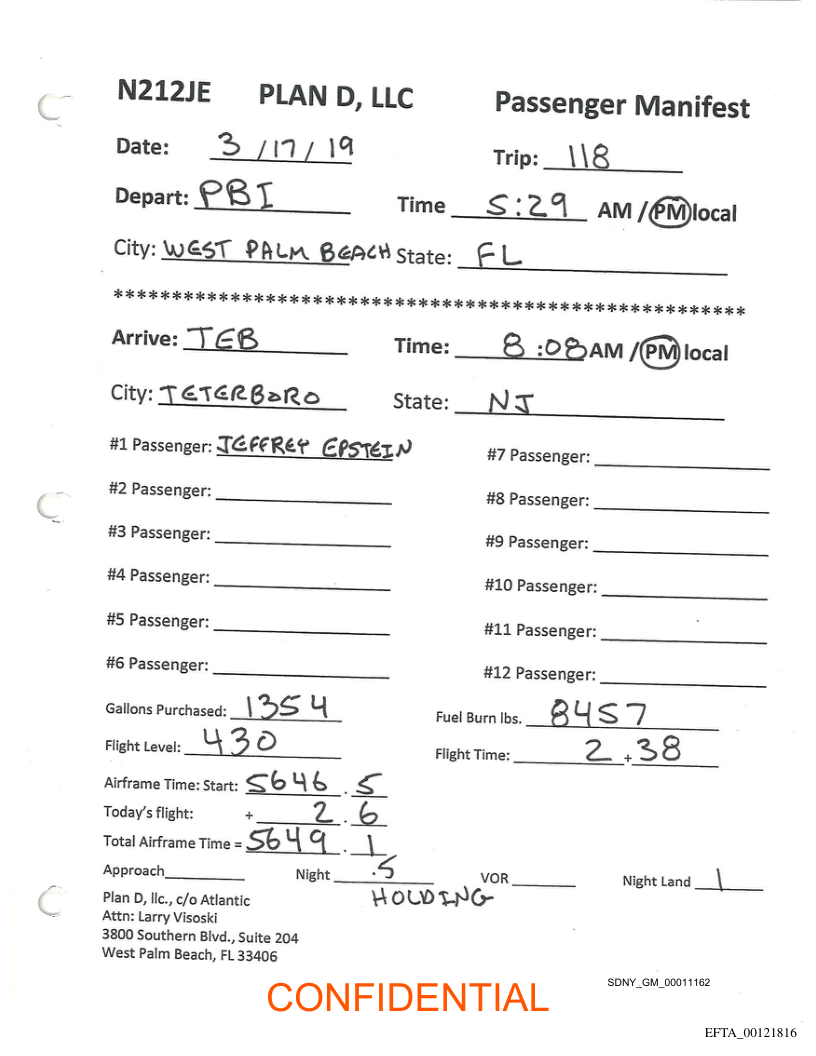 N212JE PLAN D, LLC Passenger Manifest
Date: 3 /17/ 19 Trip: 118
Depart: PBI Time 5:29 AM / PM local
City: WEST PALM BEACH State: FL
******************************************************
Arrive: TEB Time: 8:08 AM / PM local
City: TETERBORO State: NJ
#1 Passenger: JEFFREY EPSTEIN #7 Passenger:
#2 Passenger: #8 Passenger:
#3 Passenger: #9 Passenger:
#4 Passenger: #10 Passenger:
#5 Passenger: #11 Passenger:
#6 Passenger: #12 Passenger:
Gallons Purchased: 1354 Fuel Burn lbs. 8457
Flight Level: 430 Flight Time: 2 + 38
Airframe Time: Start: 5646 . 5
Today's flight: + 2 . 6
Total Airframe Time = 5649 . 1
Approach Night .5 VOR Night Land 1
HOLDING
Plan D, llc., c/o Atlantic
Attn: Larry Visoski
3800 Southern Blvd., Suite 204
West Palm Beach, FL 33406
SDNY_GM_00011162
CONFIDENTIAL
EFTA_00121816